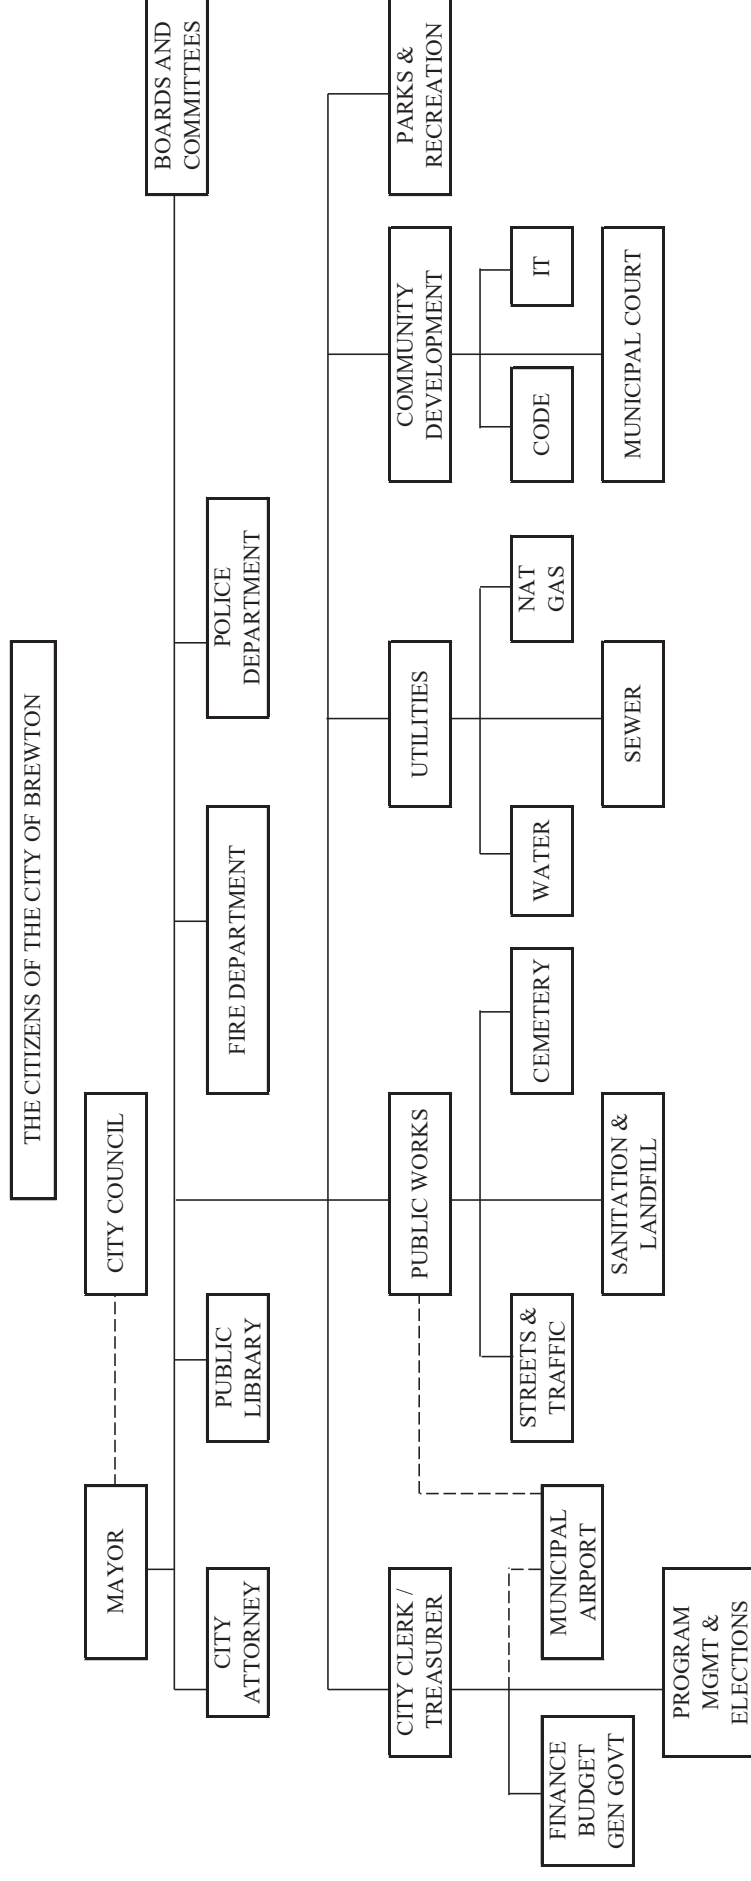 THE CITIZENS OF THE CITY OF BREWTON
MAYOR
CITY COUNCIL
BOARDS AND
COMMITTEES
CITY
ATTORNEY
PUBLIC
LIBRARY
FIRE DEPARTMENT
POLICE
DEPARTMENT
CITY CLERK /
TREASURER
PUBLIC WORKS
UTILITIES
COMMUNITY
DEVELOPMENT
PARKS &
RECREATION
FINANCE
BUDGET
GEN GOVT
MUNICIPAL
AIRPORT
STREETS &
TRAFFIC
CEMETERY
WATER
NAT
GAS
CODE
IT
PROGRAM
MGMT &
ELECTIONS
SANITATION &
LANDFILL
SEWER
MUNICIPAL COURT